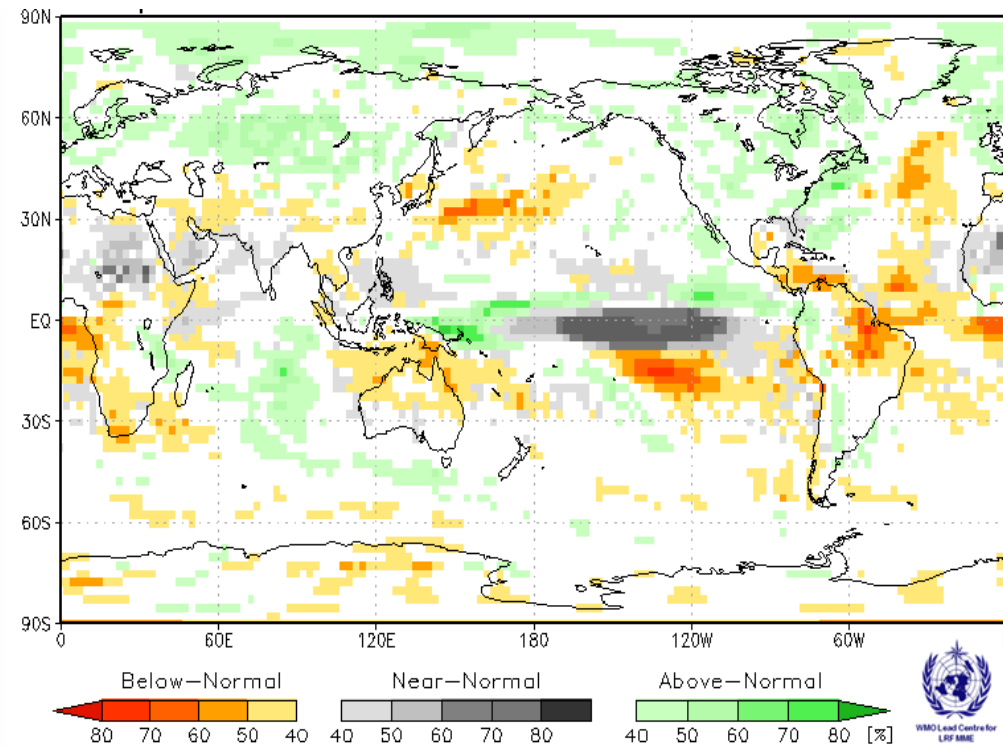 90N
60N
30N
EQ
30S
60S
90S
0 60E 120E 180 120W 60W
Below-Normal Near-Normal Above-Normal
80 70 60 50 40 40 50 60 70 80 40 50 60 70 80 [%]
WMO Lead Centre for
LRF MME